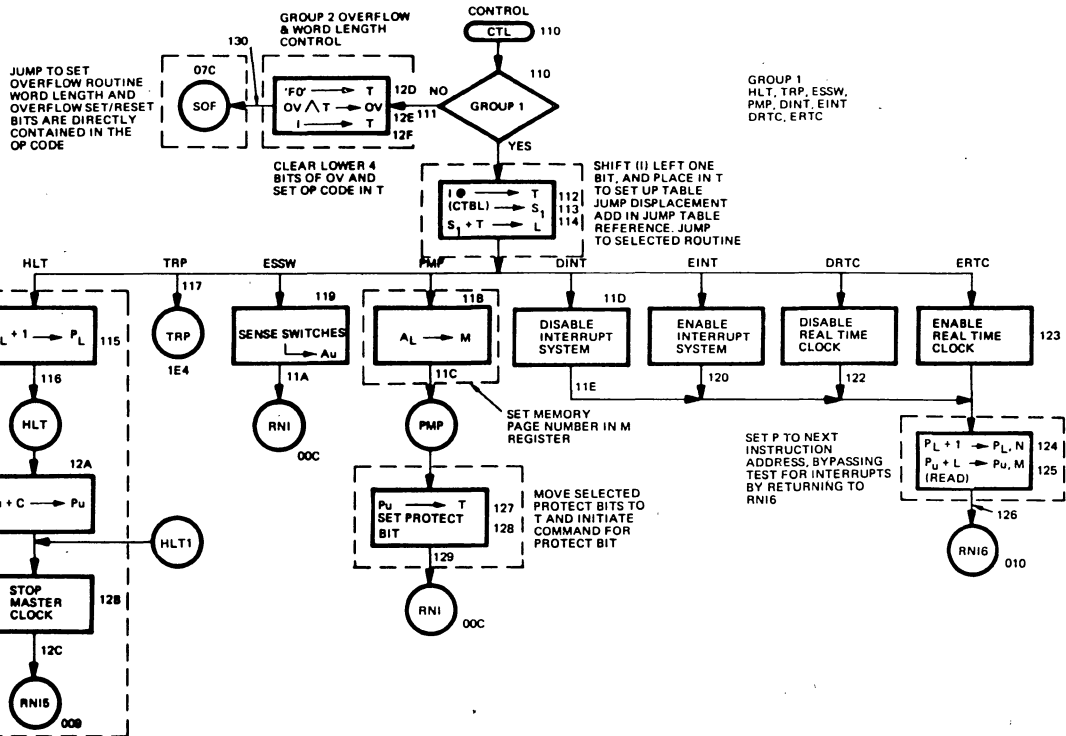 CONTROL
CTL
110
GROUP 2 OVERFLOW
& WORD LENGTH
CONTROL
130
JUMP TO SET
OVERFLOW ROUTINE
WORD LENGTH AND
OVERFLOW SET/RESET
BITS ARE DIRECTLY
CONTAINED IN THE
OP CODE
07C
SOF
'F0' → T
OV ∧ T → OV
I → T
12D
12E
12F
NO
111
110
GROUP 1
YES
GROUP 1
HLT, TRP, ESSW,
PMP, DINT, EINT
DRTC, ERTC
CLEAR LOWER 4
BITS OF OV AND
SET OP CODE IN T
I ● → T
(CTBL) → S1
S1 + T → L
112
113
114
SHIFT (I) LEFT ONE
BIT, AND PLACE IN T
TO SET UP TABLE
JUMP DISPLACEMENT
ADD IN JUMP TABLE
REFERENCE. JUMP
TO SELECTED ROUTINE
HLT
TRP
ESSW
PMP
DINT
EINT
DRTC
ERTC
L + 1 → PL
115
116
HLT
12A
+ C → Pu
HLT1
STOP
MASTER
CLOCK
12B
12C
RNI5
009
117
TRP
1E4
119
SENSE SWITCHES
→ Au
11A
RNI
00C
11B
AL → M
11C
SET MEMORY
PAGE NUMBER IN M
REGISTER
PMP
Pu → T
SET PROTECT
BIT
127
128
MOVE SELECTED
PROTECT BITS TO
T AND INITIATE
COMMAND FOR
PROTECT BIT
129
RNI
00C
11D
DISABLE
INTERRUPT
SYSTEM
11E
ENABLE
INTERRUPT
SYSTEM
120
DISABLE
REAL TIME
CLOCK
122
ENABLE
REAL TIME
CLOCK
123
SET P TO NEXT
INSTRUCTION
ADDRESS, BYPASSING
TEST FOR INTERRUPTS
BY RETURNING TO
RNI6
PL + 1 → PL, N
Pu + L → Pu, M
(READ)
124
125
126
RNI6
010